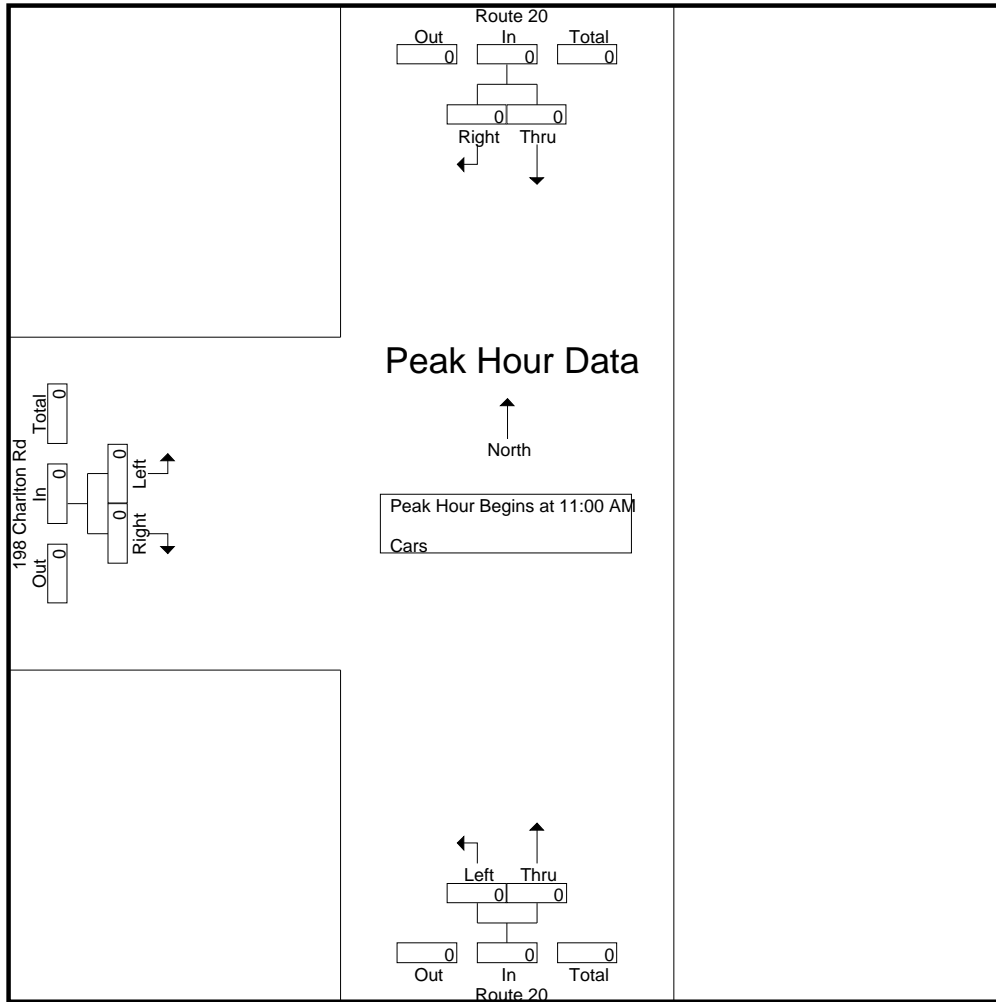 Route 20
Out In Total
0 0 0
0 0
Right Thru
Peak Hour Data
North
Peak Hour Begins at 11:00 AM
Cars
198 Charlton Rd
Out In Total
0 0 0
Right Left
0 0
Left Thru
0 0
0 0 0
Out In Total
Route 20